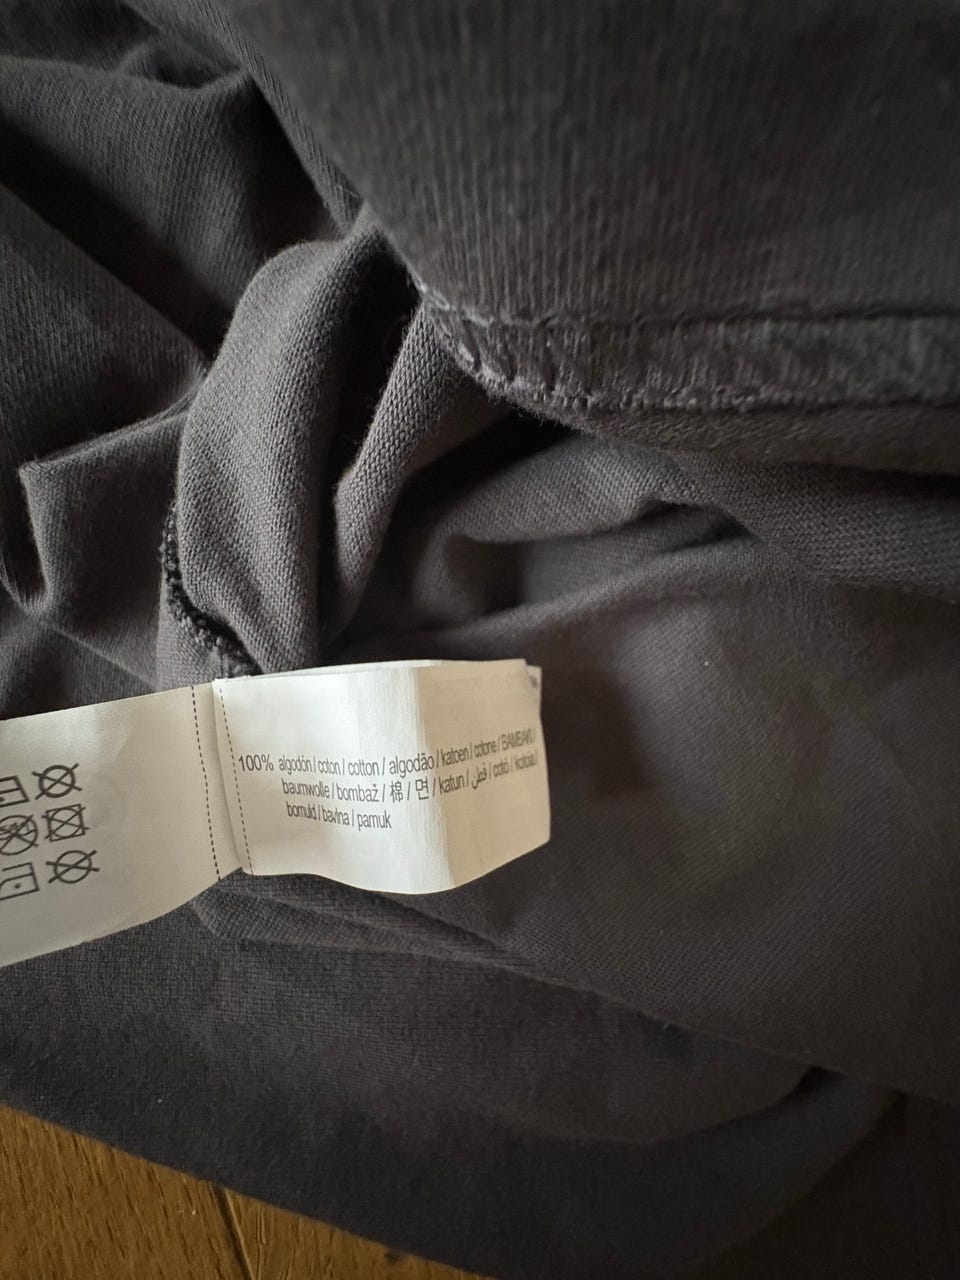 100% algodón / coton / cotton / algodão / katoen / cotone / ΒΑΜΒΑΚΙ /
baumwolle / bombaž / 棉 / 면 / katun / قطن / cotó / kotoia /
bomuld / bavlna / pamuk